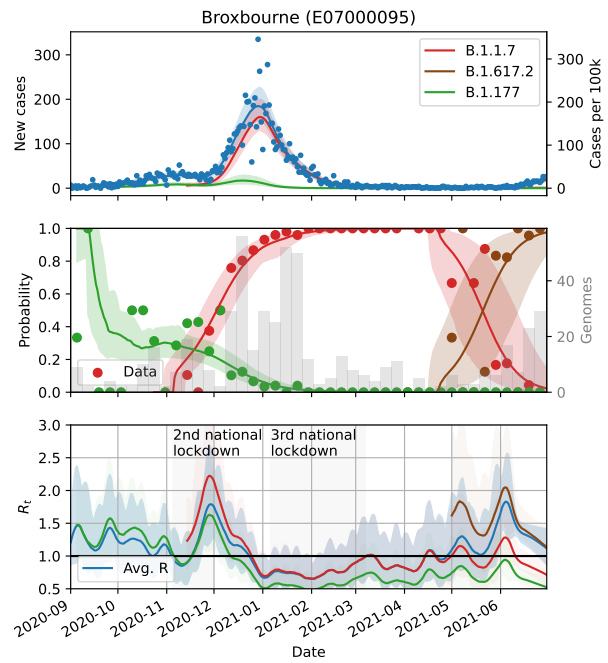 Broxbourne (E07000095)
New cases
300
200
100
0
B.1.1.7
B.1.617.2
B.1.177
300
200
100
0
Cases per 100k
Probability
1.0
0.8
0.6
0.4
0.2
0.0
Data
40
20
0
Genomes
R_t
3.0
2.5
2.0
1.5
1.0
0.5
2nd national
lockdown
3rd national
lockdown
Avg. R
2020-09
2020-10
2020-11
2020-12
2021-01
2021-02
2021-03
2021-04
2021-05
2021-06
Date